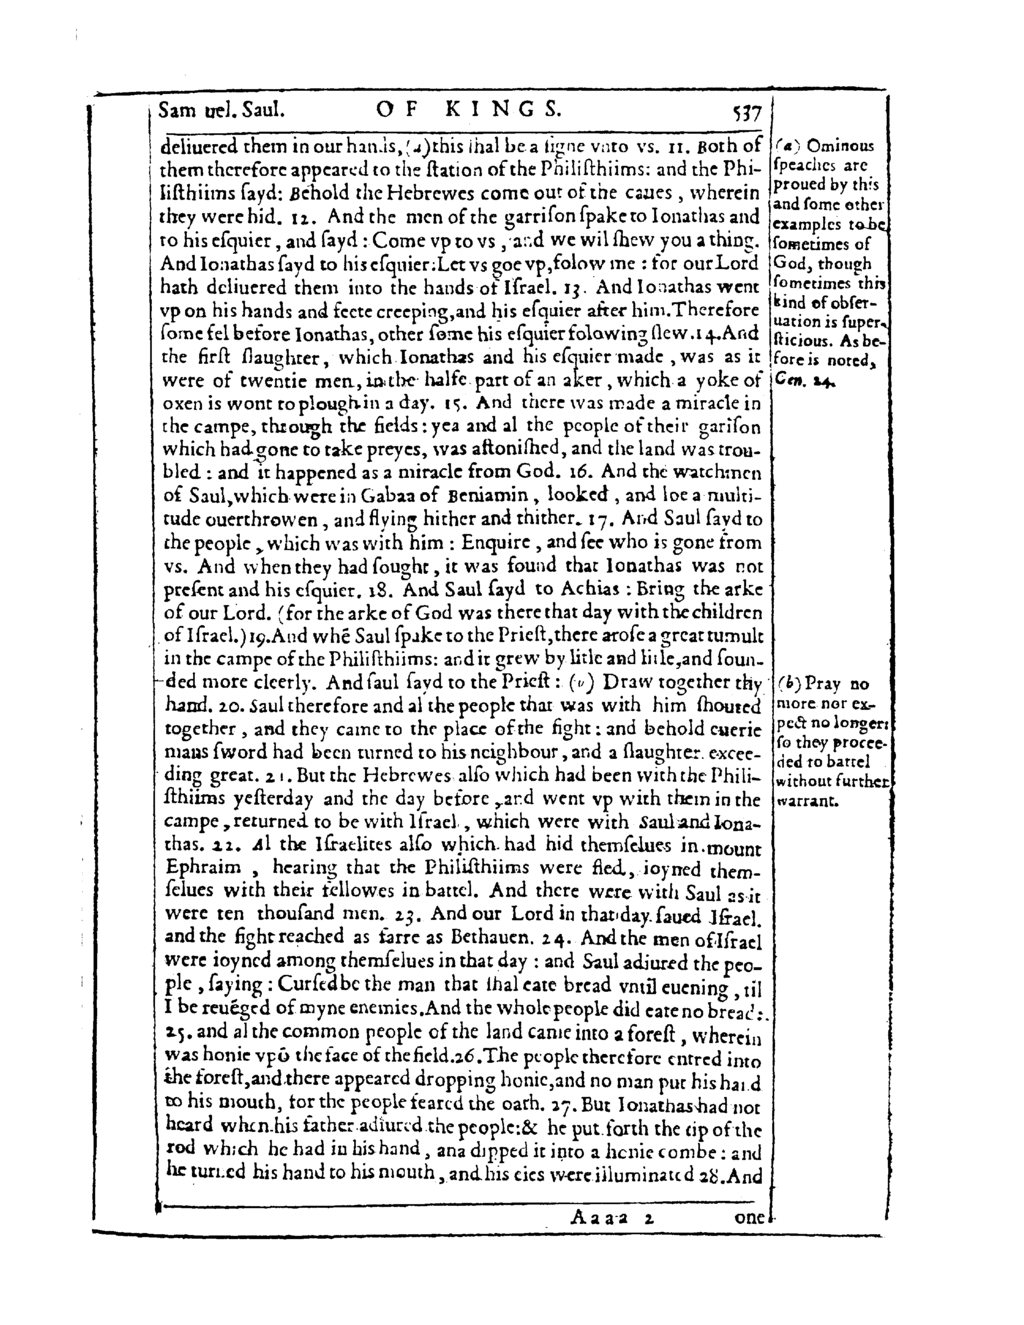 Samuel. Saul. OF KINGS. 537
deliuered them in our hands, (a) this ſhal be a ſigne vnto vs. 11. Both of
them therefore appeared to the ſtation of the Philiſthiims: and the Phi-
liſthiims ſayd: Behold the Hebrewes come out of the caues, wherein
they were hid. 12. And the men of the garriſon ſpake to Ionathas and
to his eſquier, and ſayd: Come vp to vs, and we wil ſhew you a thing.
And Ionathas ſayd to his eſquier: Let vs goe vp, folow me: for our Lord
hath deliuered them into the hands of Iſrael. 13. And Ionathas went
vp on his hands and feete creeping, and his eſquier after him. Therefore
ſome fel before Ionathas, other ſome his eſquier folowing ſlew. 14. And
the firſt ſlaughter, which Ionathas and his eſquier made, was as it
were of twentie men, in the halfe part of an aker, which a yoke of
oxen is wont to plough in a day. 15. And there was made a miracle in
the campe, through the fields: yea and al the people of their gariſon
which had gone to take preyes, was aſtoniſhed, and the land was trou-
bled: and it happened as a miracle from God. 16. And the watchmen
of Saul, which were in Gabaa of Beniamin, looked, and loe a multi-
tude ouerthrowen, and flying hither and thither. 17. And Saul ſayd to
the people, which was with him: Enquire, and ſee who is gone from
vs. And when they had ſought, it was found that Ionathas was not
preſent and his eſquier. 18. And Saul ſayd to Achias: Bring the arke
of our Lord. (for the arke of God was there that day with the children
of Iſrael.) 19. And whē Saul ſpake to the Prieſt, there aroſe a great tumult
in the campe of the Philiſthiims: and it grew by litle and litle, and ſoun-
ded more cleerly. And ſaul ſayd to the Prieſt: (b) Draw together thy
hand. 20. Saul therefore and al the people that was with him ſhouted
together, and they came to the place of the fight: and behold euerie
mans ſword had been turned to his neighbour, and a ſlaughter excee-
ding great. 21. But the Hebrewes alſo which had been with the Phili-
ſthiims yeſterday and the day before, and went vp with them in the
campe, returned to be with Iſrael, which were with Saul and Iona-
thas. 22. Al the Iſraelites alſo which had hid themſelues in mount
Ephraim, hearing that the Philiſthiims were fled, ioyned them-
ſelues with their fellowes in battel. And there were with Saul as it
were ten thouſand men. 23. And our Lord in that day ſaued Iſrael.
and the fight reached as farre as Bethauen. 24. And the men of Iſrael
were ioyned among themſelues in that day: and Saul adiured the peo-
ple, ſaying: Curſed be the man that ſhal eate bread vntil euening, til
I be reuēged of myne enemies. And the whole people did eate no bread:
25. and al the common people of the land came into a foreſt, wherein
was honie vpō the face of the field. 26. The people therefore entred into
the foreſt, and there appeared dropping honie, and no man put his hand
to his mouth, for the people feared the oath. 27. But Ionathas had not
heard when his father adiured the people: & he put forth the tip of the
rod which he had in his hand, and dipped it into a honie combe: and
he turned his hand to his mouth, and his eies were illuminated 28. And
Aaaa 2 one
(a) Ominous
ſpeaches are
proued by this
and ſome other
examples to be
ſometimes of
God, though
ſometimes this
kind of obſer-
uation is ſuper-
ſticious. As be-
fore is noted,
Gen. 24.
(b) Pray no
more nor ex-
pect no longer:
ſo they procee-
ded to battel
without further
warrant.